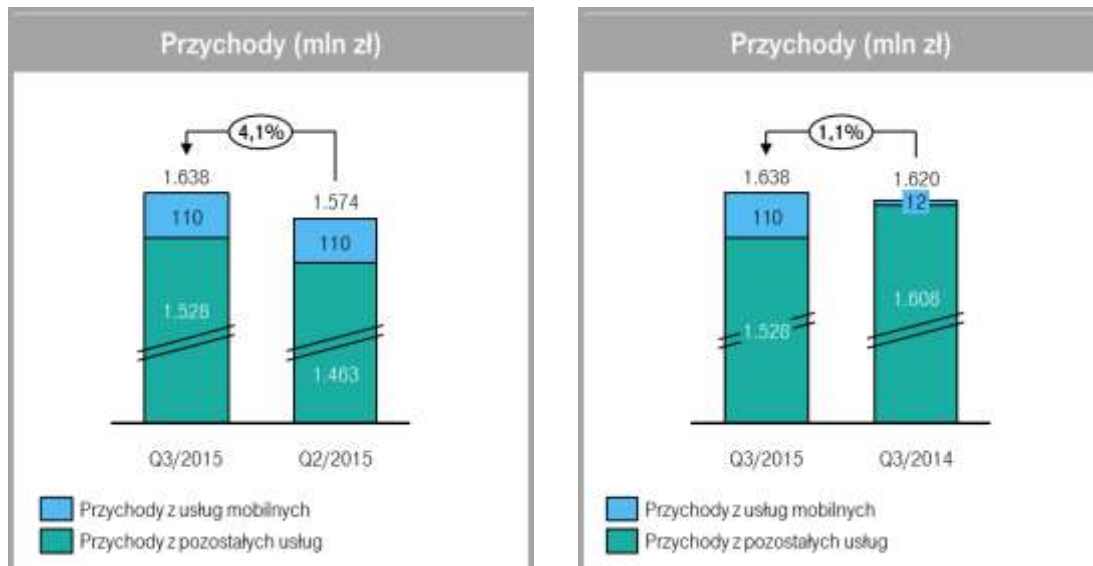 Przychody (mln zł)
4,1%
1.638
1.574
110
110
1.528
1.463
Q3/2015 Q2/2015
Przychody z usług mobilnych
Przychody z pozostałych usług
Przychody (mln zł)
1,1%
1.638
1.620
110
12
1.528
1.608
Q3/2015 Q3/2014
Przychody z usług mobilnych
Przychody z pozostałych usług